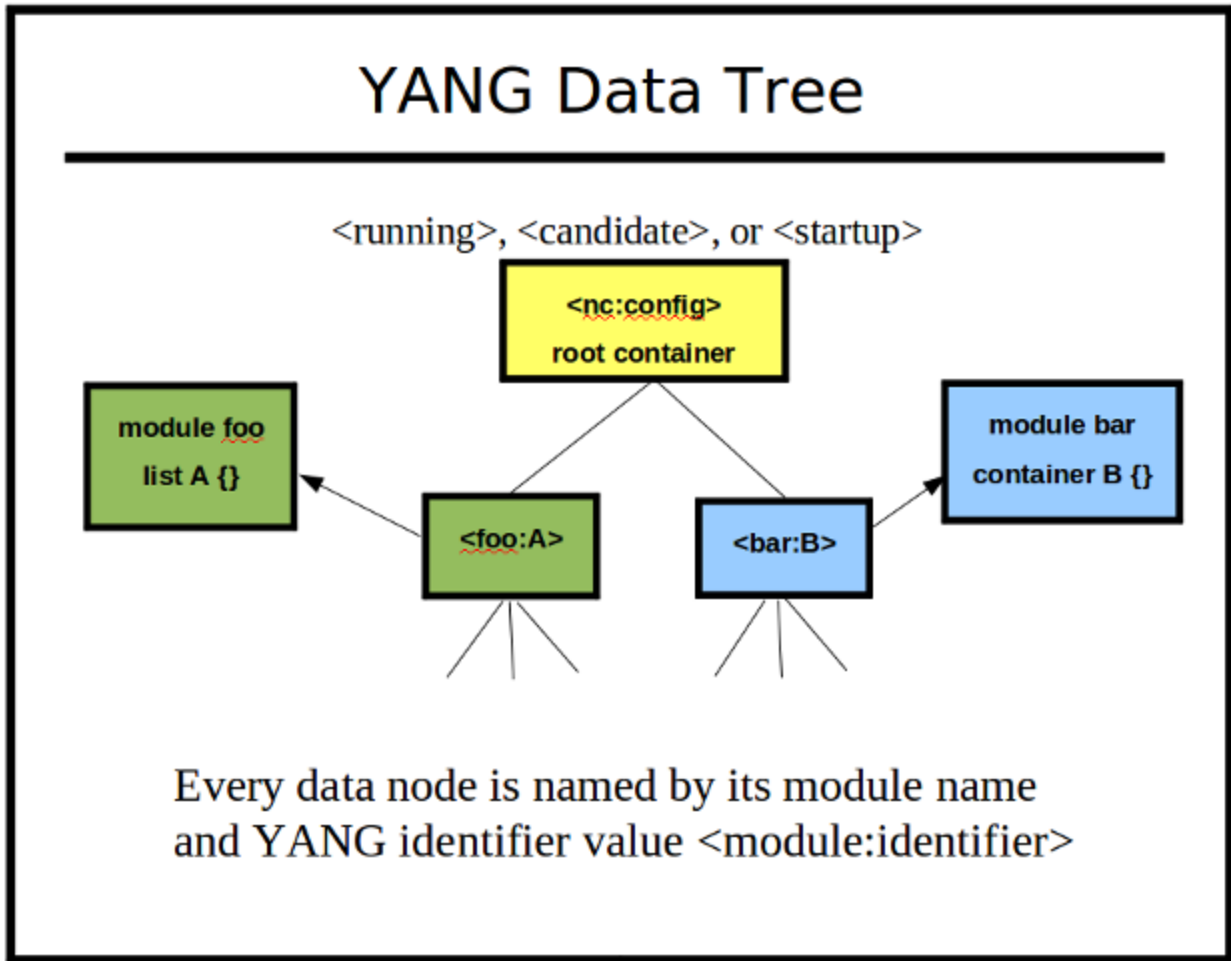 YANG Data Tree
<running>, <candidate>, or <startup>
<nc:config>
root container
module foo
list A {}
module bar
container B {}
<foo:A>
<bar:B>
Every data node is named by its module name
and YANG identifier value <module:identifier>